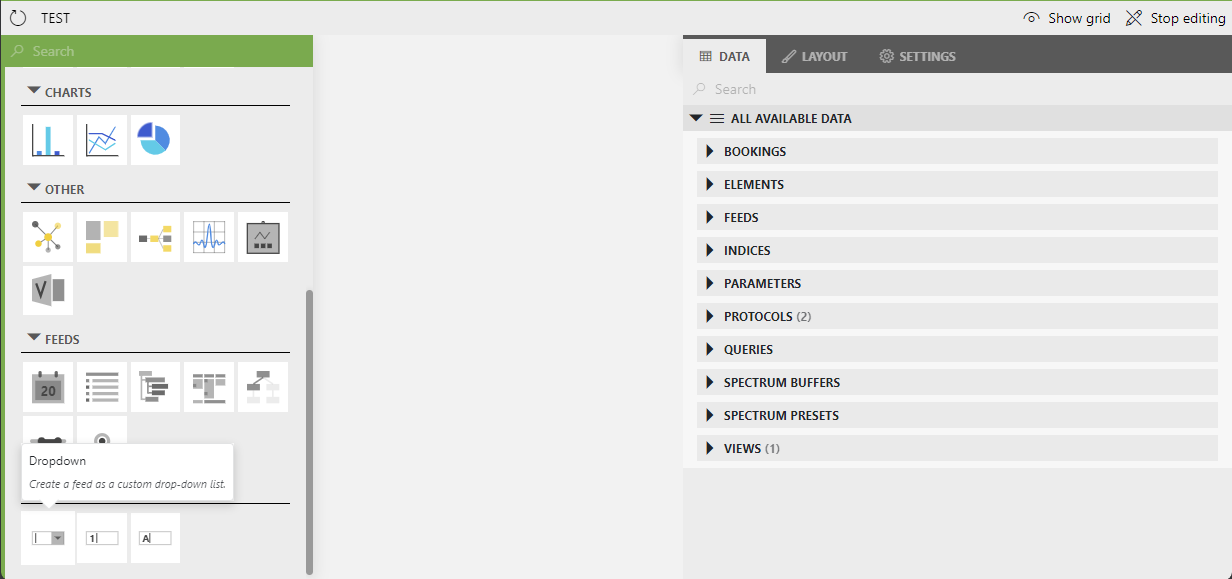 TEST
Show grid
Stop editing
Search
CHARTS
OTHER
V
FEEDS
20
Dropdown
Create a feed as a custom drop-down list.
1
A
DATA
LAYOUT
SETTINGS
Search
ALL AVAILABLE DATA
BOOKINGS
ELEMENTS
FEEDS
INDICES
PARAMETERS
PROTOCOLS (2)
QUERIES
SPECTRUM BUFFERS
SPECTRUM PRESETS
VIEWS (1)